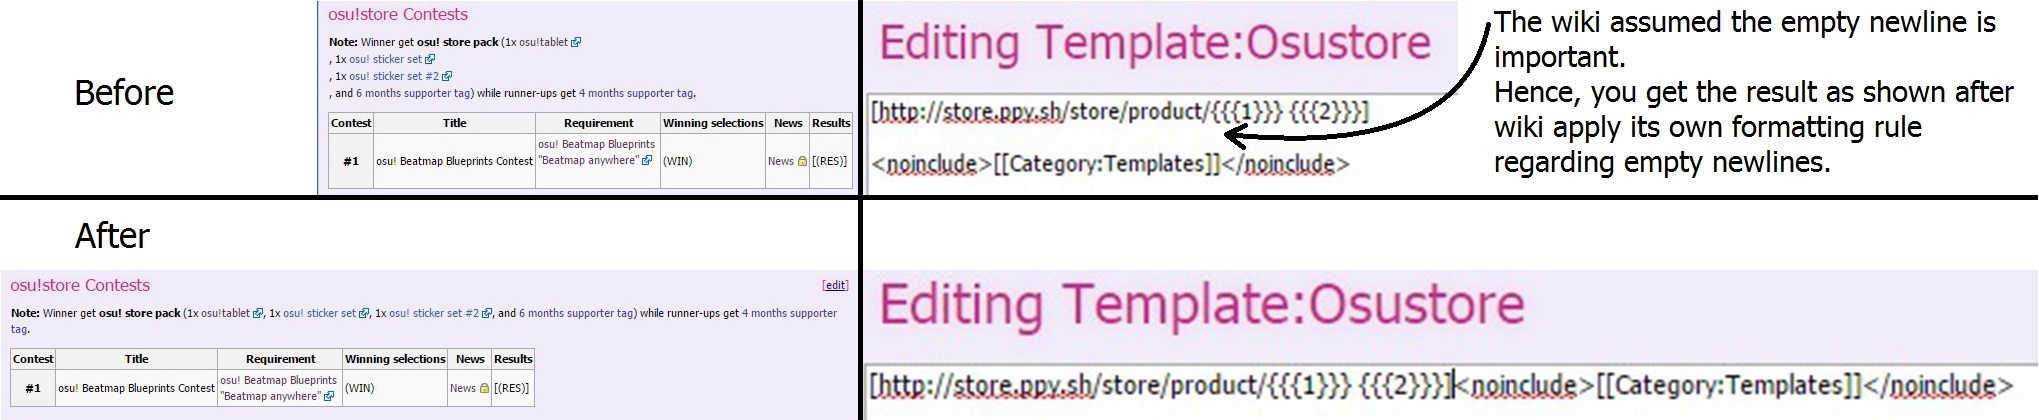 Before
osu!store Contests
Note: Winner get osu! store pack (1x osu!tablet
, 1x osu! sticker set
, 1x osu! sticker set #2
, and 6 months supporter tag) while runner-ups get 4 months supporter tag.
Contest Title Requirement Winning selections News Results
#1 osu! Beatmap Blueprints Contest osu! Beatmap Blueprints "Beatmap anywhere" (WIN) News [(RES)]
Editing Template:Osustore
[http://store.ppy.sh/store/product/{{{1}}} {{{2}}}]
<noinclude>[[Category:Templates]]</noinclude>
The wiki assumed the empty newline is
important.
Hence, you get the result as shown after
wiki apply its own formatting rule
regarding empty newlines.
After
osu!store Contests [edit]
Note: Winner get osu! store pack (1x osu!tablet, 1x osu! sticker set, 1x osu! sticker set #2, and 6 months supporter tag) while runner-ups get 4 months supporter
tag.
Contest Title Requirement Winning selections News Results
#1 osu! Beatmap Blueprints Contest osu! Beatmap Blueprints "Beatmap anywhere" (WIN) News [(RES)]
Editing Template:Osustore
[http://store.ppy.sh/store/product/{{{1}}} {{{2}}}]<noinclude>[[Category:Templates]]</noinclude>